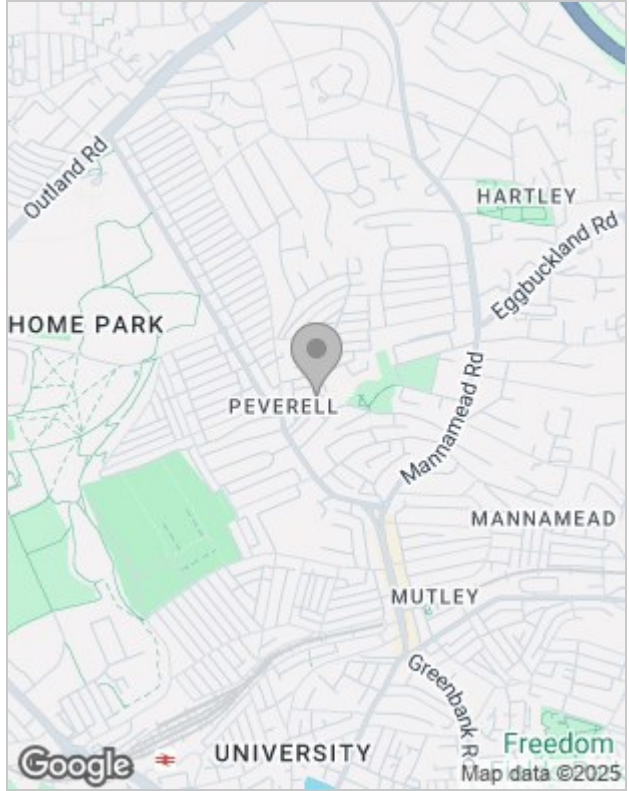 Outland Rd
HARTLEY
Eggbuckland Rd
HOME PARK
PEVERELL
Mannamead Rd
MANNAMEAD
MUTLEY
Greenbank Rd
UNIVERSITY
Freedom
Google
Map data ©2025